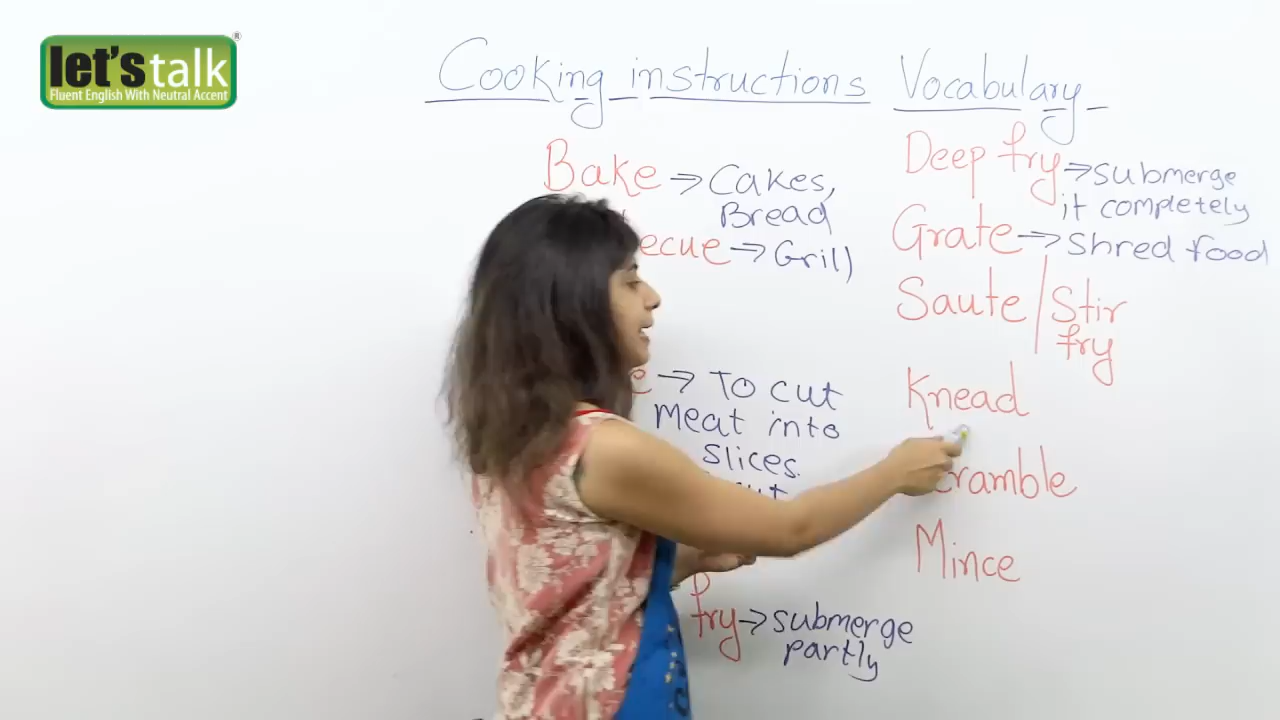 let's talk
Fluent English With Neutral Accent
Cooking instructions Vocabulary
Bake → Cakes,
Bread
ecue → Grill)
→ To cut
Meat into
slices.
fry → submerge
partly
Deep fry → submerge
it completely
Grate → shred food
Saute / Stir
fry
Knead
ramble
Mince